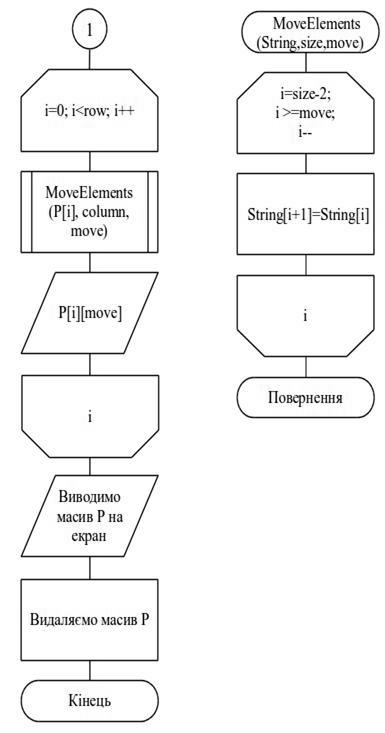 1
i=0; i<row; i++
MoveElements
(P[i], column,
move)
P[i][move]
i
Виводимо
масив P на
екран
Видаляємо масив P
Кінець
MoveElements
(String,size,move)
i=size-2;
i >=move;
i--
String[i+1]=String[i]
i
Повернення